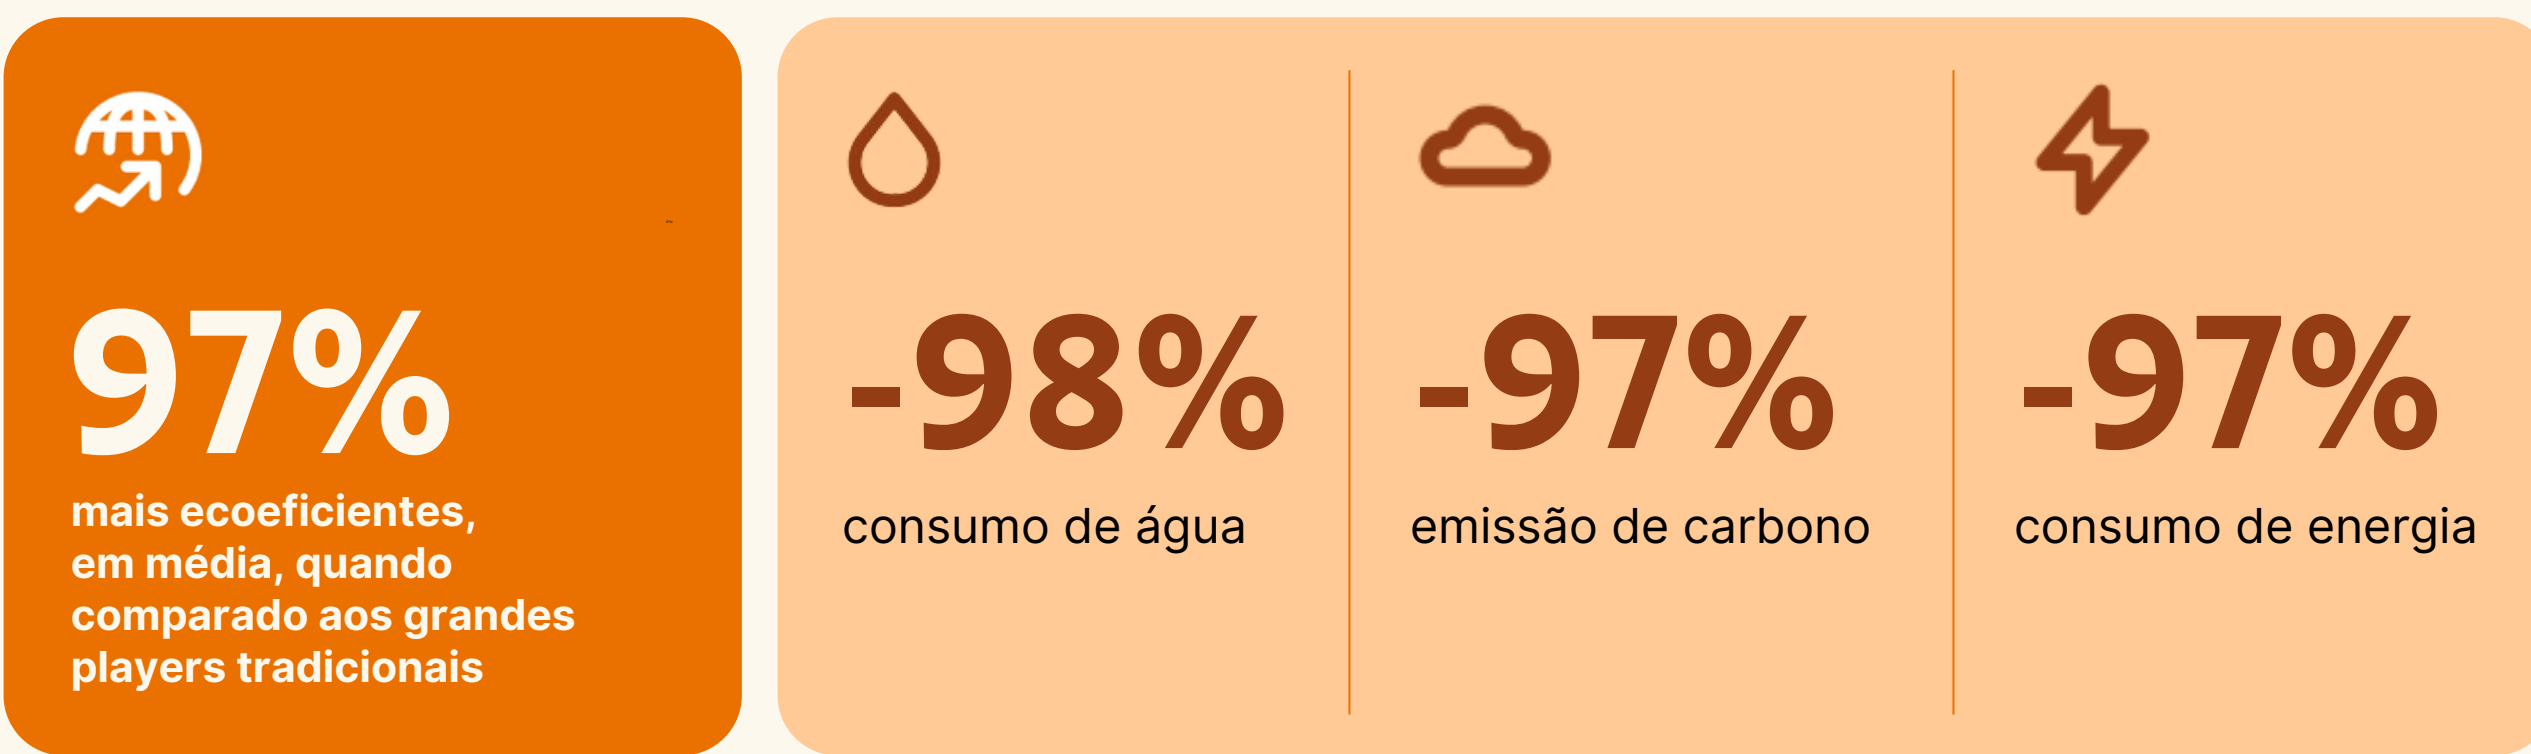 97%
mais ecoeficientes,
em média, quando
comparado aos grandes
players tradicionais
-98%
consumo de água
-97%
emissão de carbono
-97%
consumo de energia